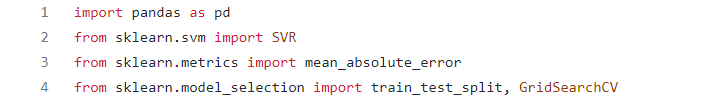 1 import pandas as pd
2 from sklearn.svm import SVR
3 from sklearn.metrics import mean_absolute_error
4 from sklearn.model_selection import train_test_split, GridSearchCV